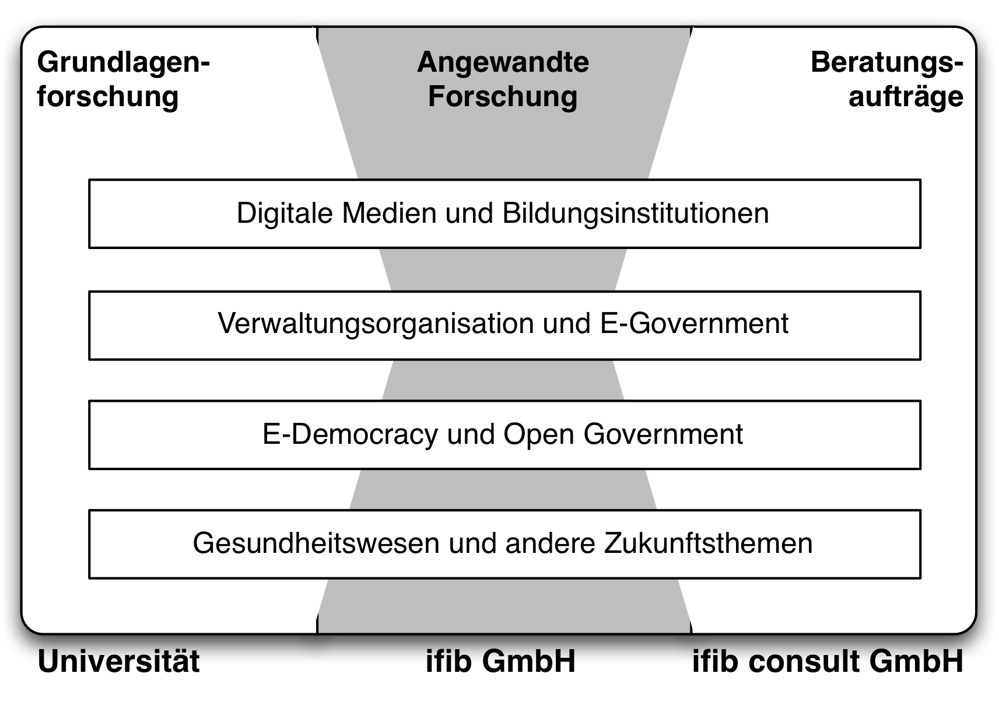 Grundlagen-
forschung
Angewandte
Forschung
Beratungs-
aufträge
Digitale Medien und Bildungsinstitutionen
Verwaltungsorganisation und E-Government
E-Democracy und Open Government
Gesundheitswesen und andere Zukunftsthemen
Universität
ifib GmbH
ifib consult GmbH